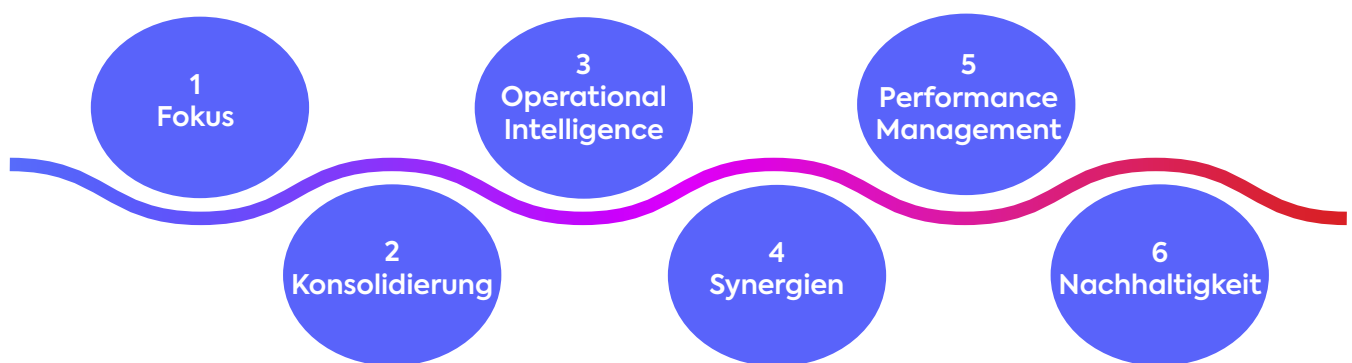 1
Fokus
2
Konsolidierung
3
Operational
Intelligence
4
Synergien
5
Performance
Management
6
Nachhaltigkeit